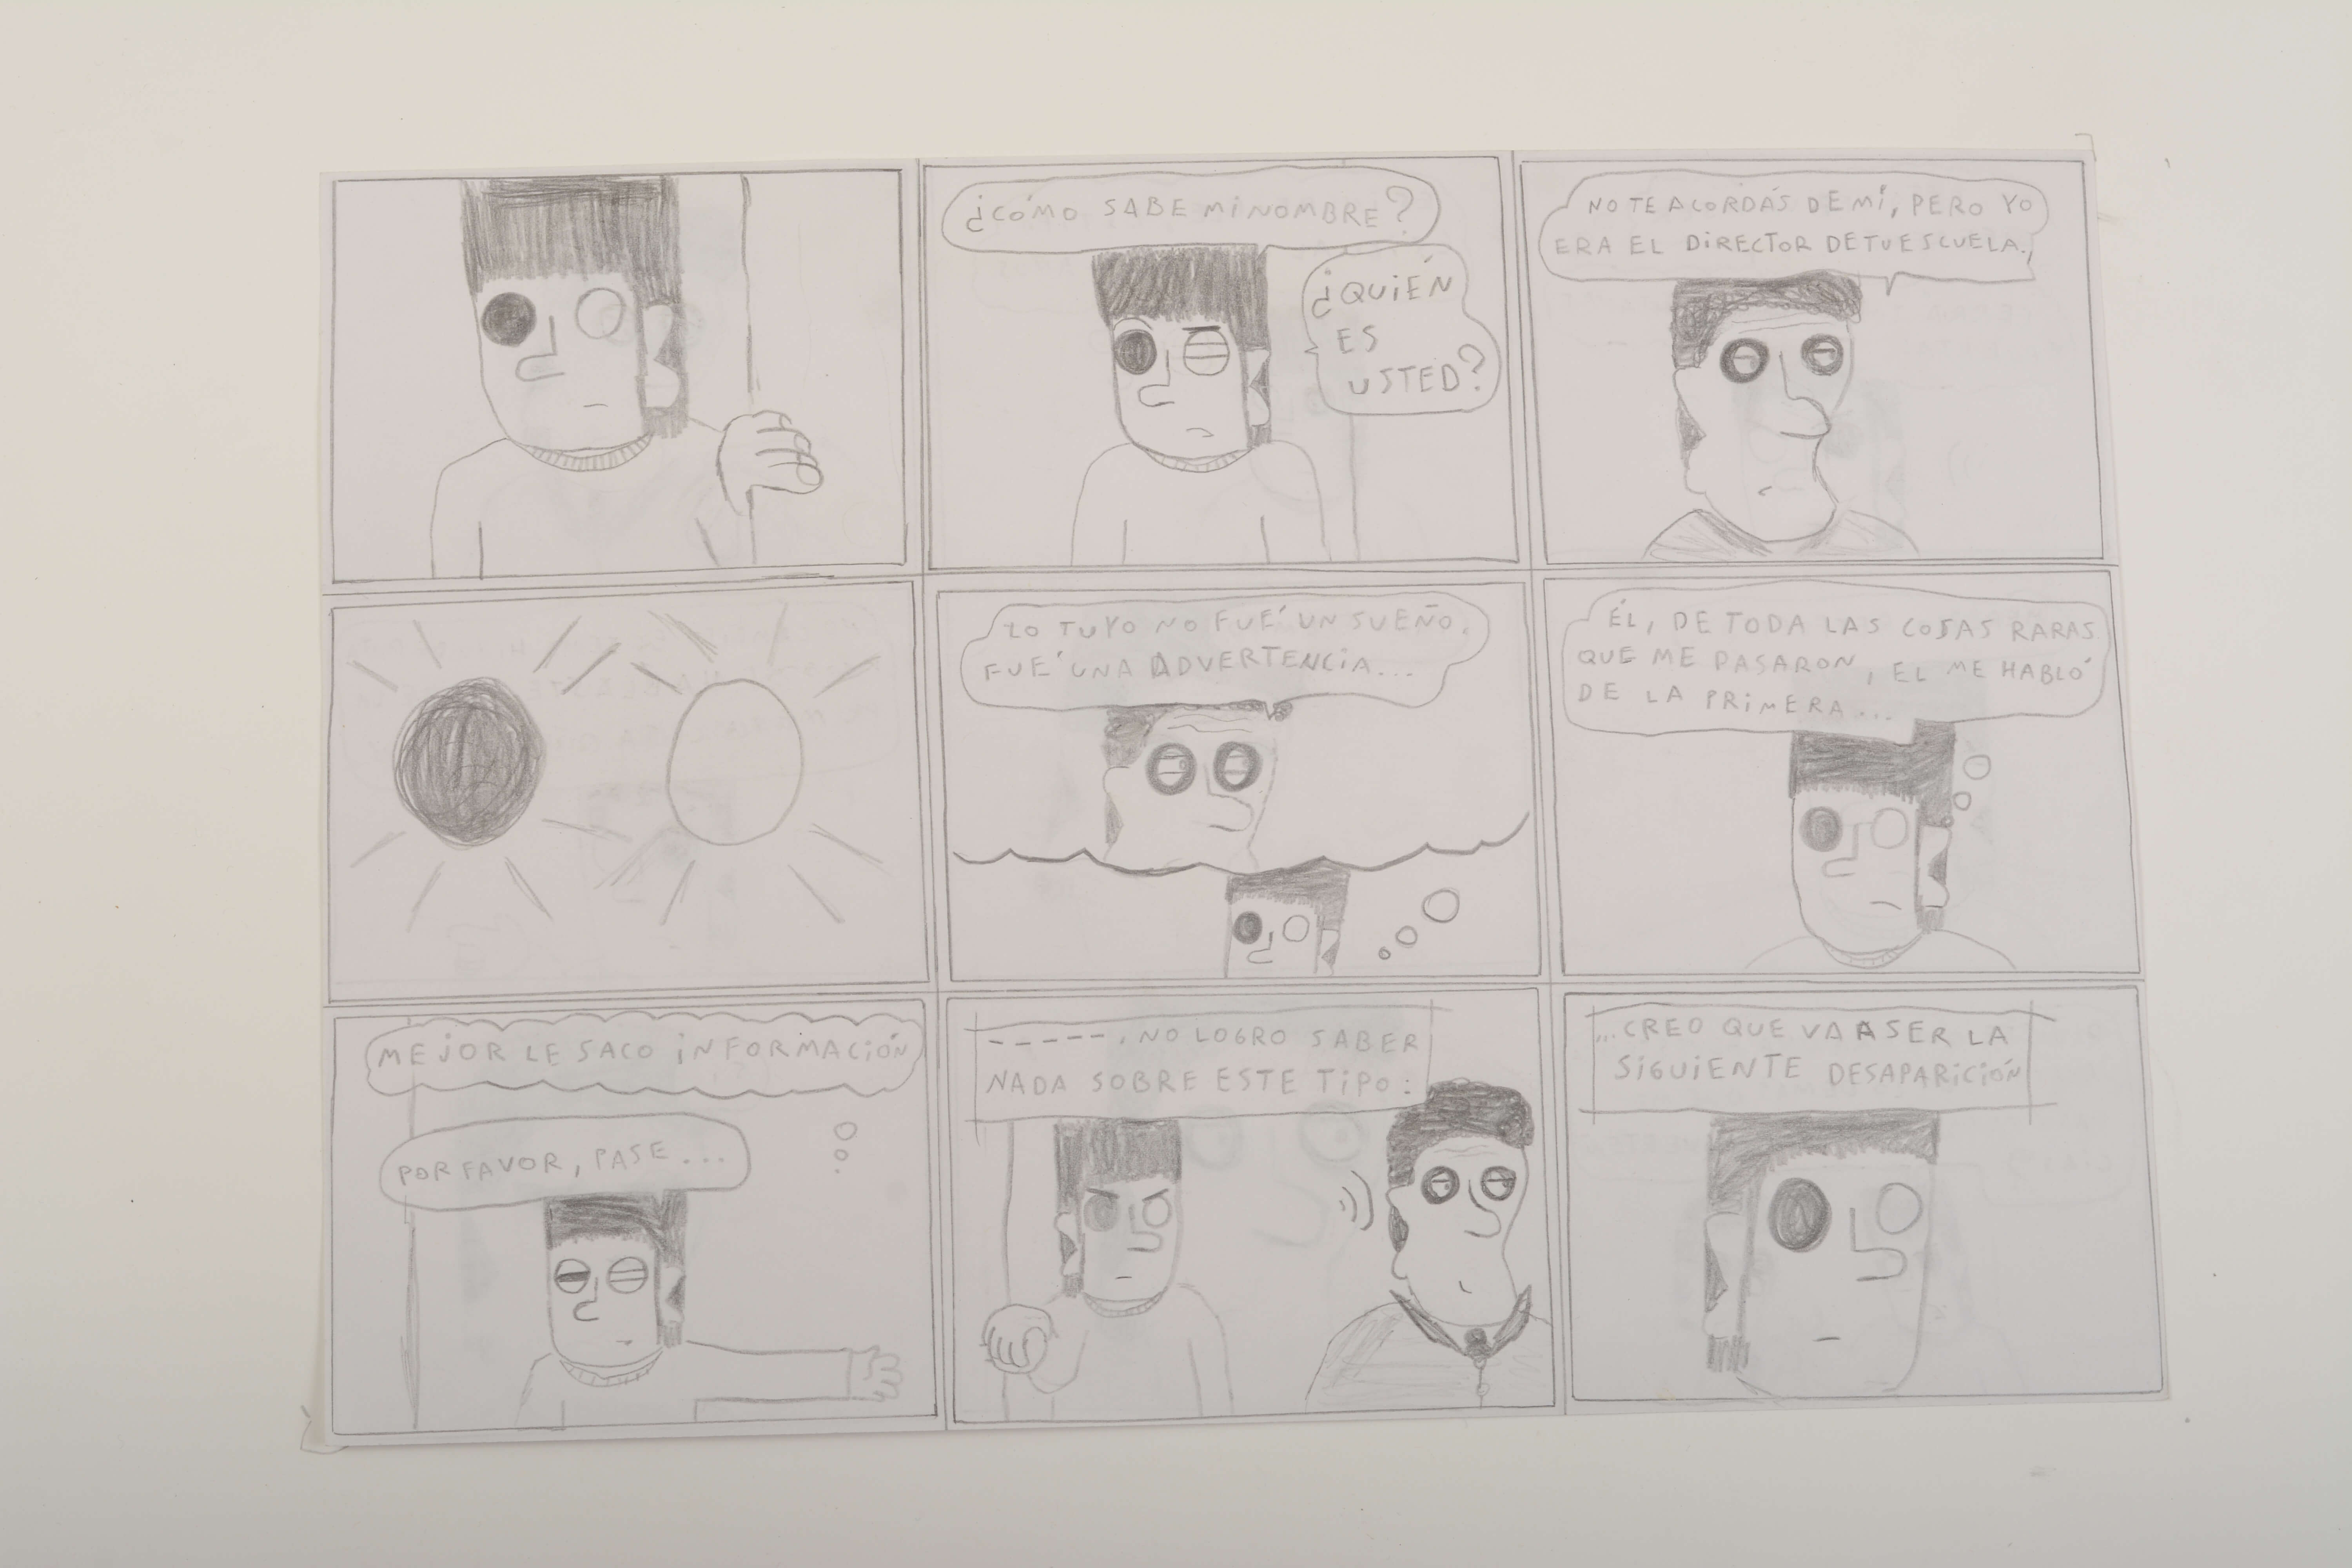 ¿CÓMO SABE MI NOMBRE?
¿QUIÉN
ES
USTED?
NO TE ACORDÁS DE MÍ, PERO YO
ERA EL DIRECTOR DE TU ESCUELA.
LO TUYO NO FUÉ UN SUEÑO,
FUÉ UNA ADVERTENCIA...
ÉL, DE TODA LAS COSAS RARAS
QUE ME PASARON, EL ME HABLÓ
DE LA PRIMERA...
MEJOR LE SACO INFORMACIÓN
POR FAVOR, PASE...
-----, NO LOGRO SABER
NADA SOBRE ESTE TIPO:
...CREO QUE VA A SER LA
SIGUIENTE DESAPARICIÓN